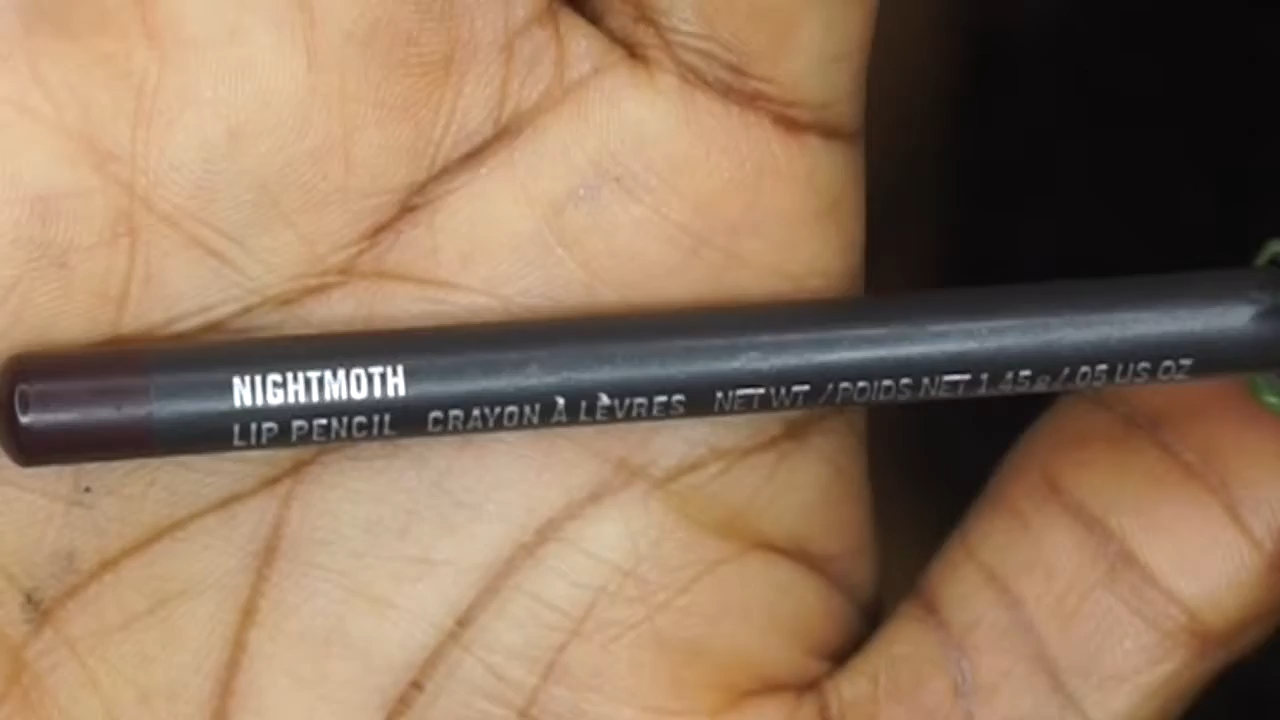 NIGHTMOTH
LIP PENCIL CRAYON À LÈVRES NET WT. / POIDS NET 1.45 g / .05 US OZ